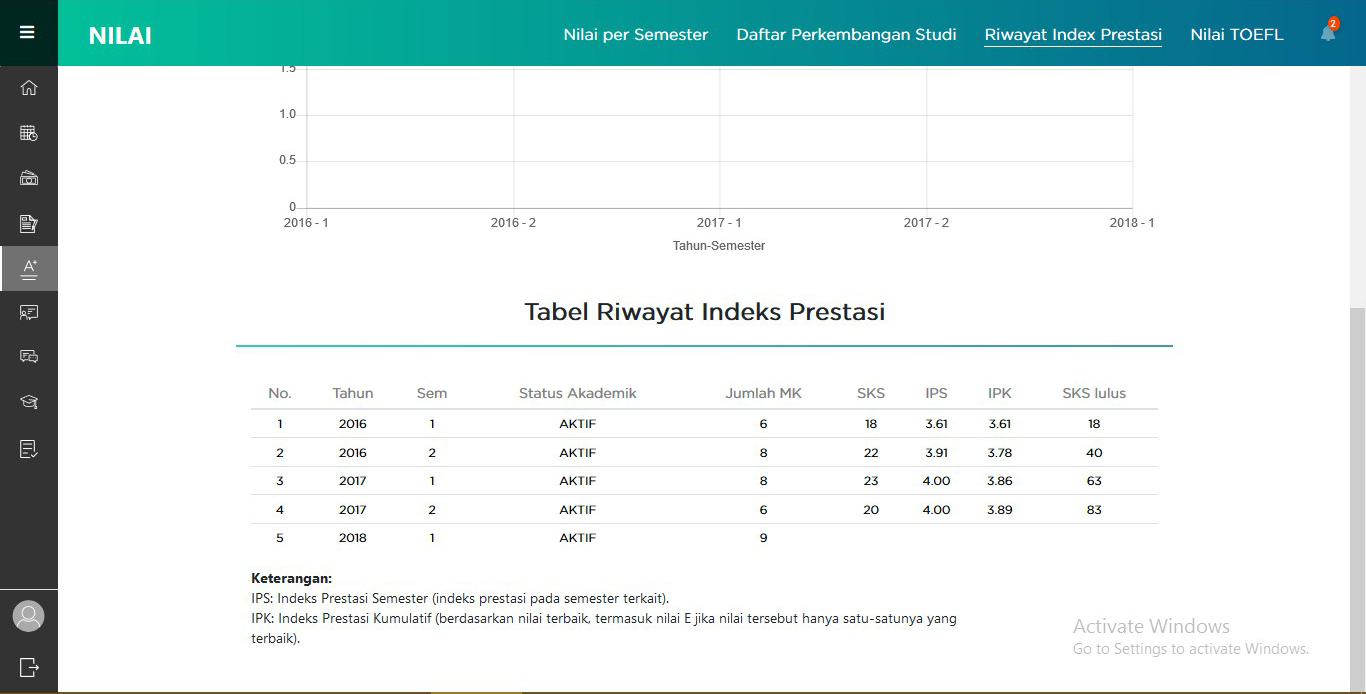 NILAI
Nilai per Semester Daftar Perkembangan Studi Riwayat Index Prestasi Nilai TOEFL 2
1.5
1.0
0.5
0
2016 - 1 2016 - 2 2017 - 1 2017 - 2 2018 - 1
Tahun-Semester
Tabel Riwayat Indeks Prestasi
No. Tahun Sem Status Akademik Jumlah MK SKS IPS IPK SKS lulus
1 2016 1 AKTIF 6 18 3.61 3.61 18
2 2016 2 AKTIF 8 22 3.91 3.78 40
3 2017 1 AKTIF 8 23 4.00 3.86 63
4 2017 2 AKTIF 6 20 4.00 3.89 83
5 2018 1 AKTIF 9
Keterangan:
IPS: Indeks Prestasi Semester (indeks prestasi pada semester terkait).
IPK: Indeks Prestasi Kumulatif (berdasarkan nilai terbaik, termasuk nilai E jika nilai tersebut hanya satu-satunya yang
terbaik).
Activate Windows
Go to Settings to activate Windows.